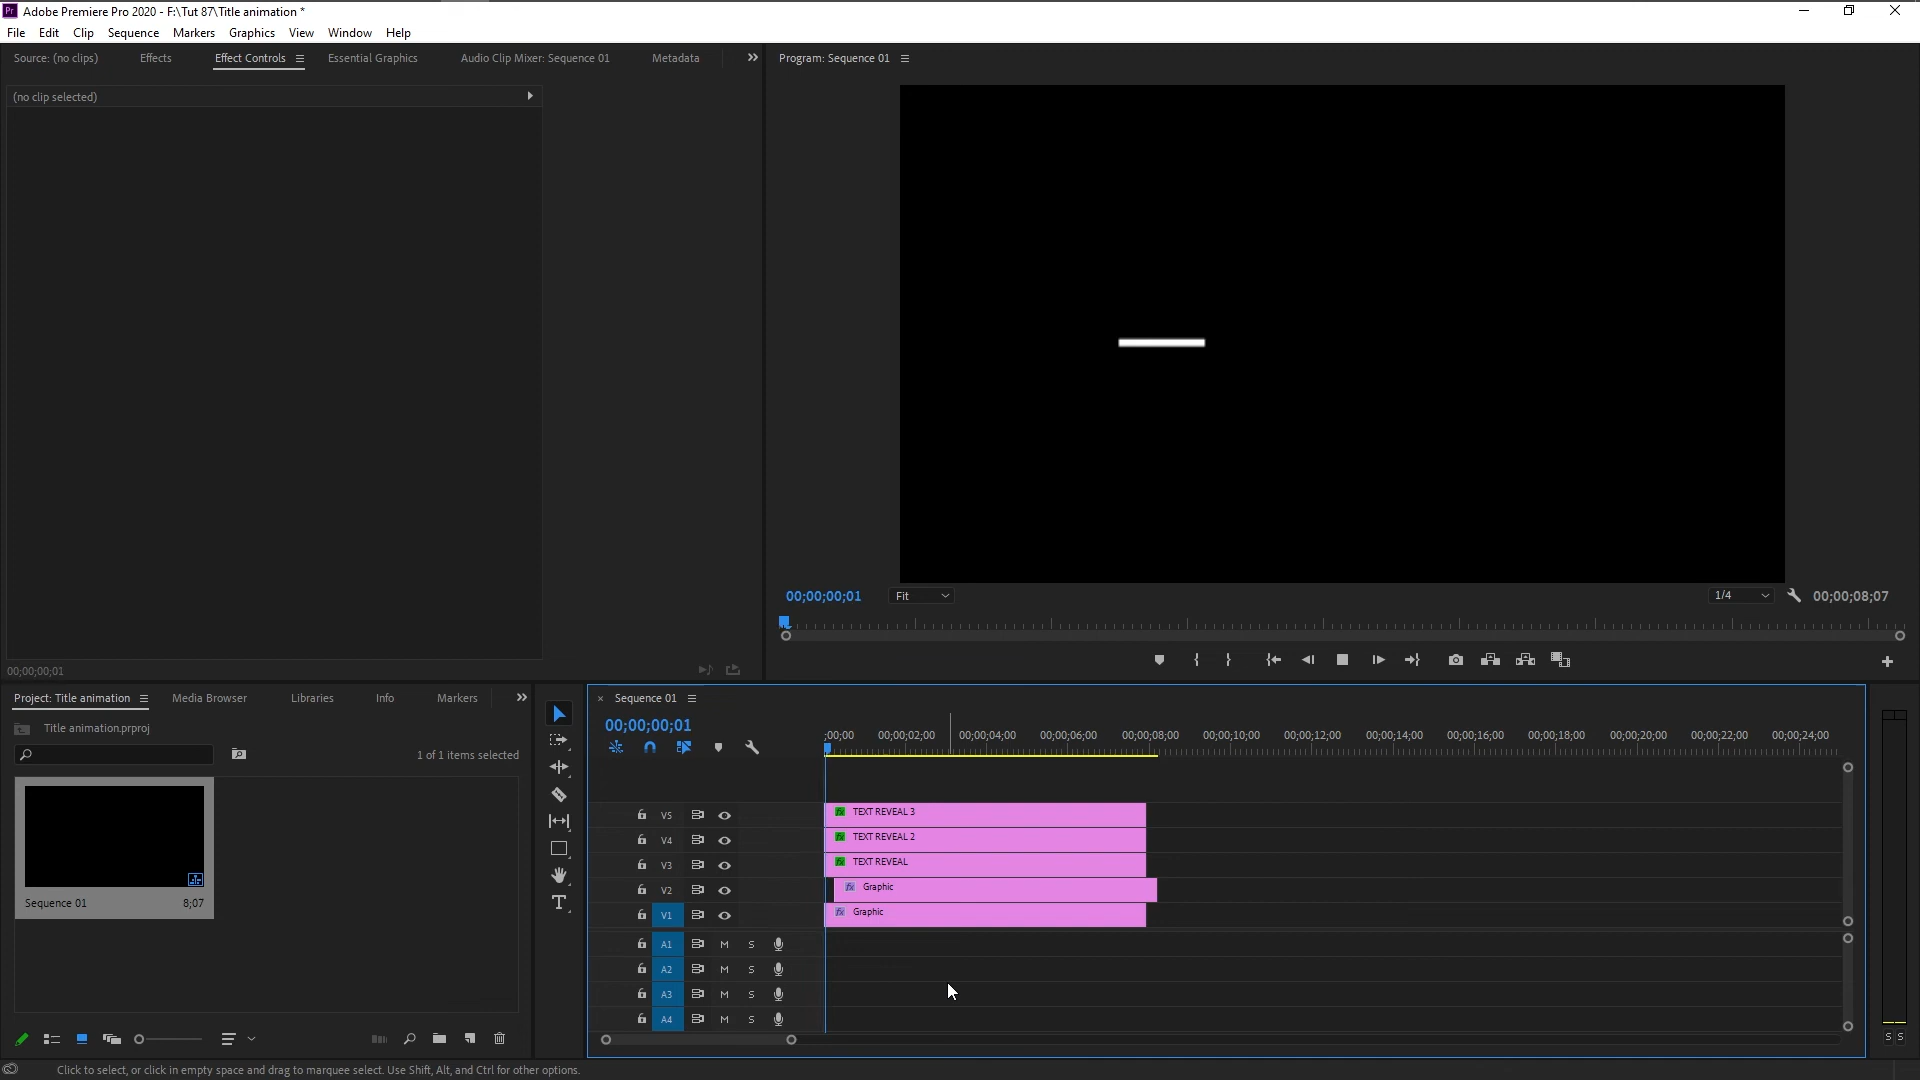 Pr Adobe Premiere Pro 2020 - F:\Tut 87\Title animation *
File Edit Clip Sequence Markers Graphics View Window Help
Source: (no clips) Effects Effect Controls Essential Graphics Audio Clip Mixer: Sequence 01 Metadata
Program: Sequence 01
(no clip selected)
00;00;00;01 Fit 1/4 00;00;08;07
00;00;00;01
Project: Title animation Media Browser Libraries Info Markers
Title animation.prproj
1 of 1 items selected
Sequence 01 8;07
Sequence 01
00;00;00;01
;00;00 00;00;02;00 00;00;04;00 00;00;06;00 00;00;08;00 00;00;10;00 00;00;12;00 00;00;14;00 00;00;16;00 00;00;18;00 00;00;20;00 00;00;22;00 00;00;24;00
V5 fx TEXT REVEAL 3
V4 fx TEXT REVEAL 2
V3 fx TEXT REVEAL
V2 fx Graphic
V1 fx Graphic
A1 M S
A2 M S
A3 M S
A4 M S
S S
Click to select, or click in empty space and drag to marquee select. Use Shift, Alt, and Ctrl for other options.